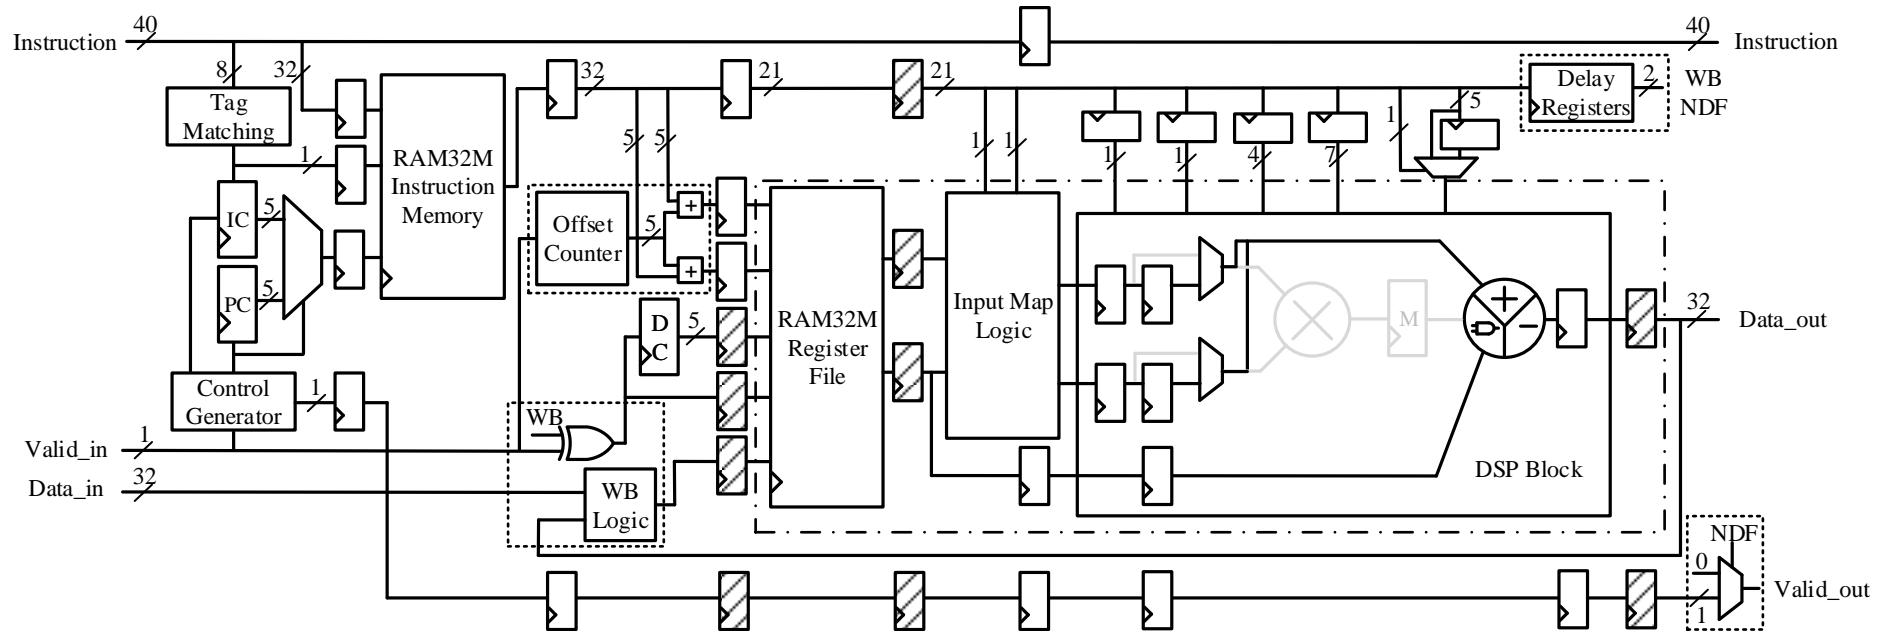 40
Instruction
8
32
Tag
Matching
1
IC
5
PC
5
Control
Generator
1
Valid_in
1
Data_in
32
RAM32M
Instruction
Memory
32
21
21
5
5
Offset
Counter
5
+
+
D
C
5
WB
WB
Logic
RAM32M
Register
File
1
1
Input Map
Logic
1
1
4
7
1
5
M
+
−
DSP Block
40
Instruction
Delay
Registers
2
WB
NDF
32
Data_out
NDF
0
1
Valid_out